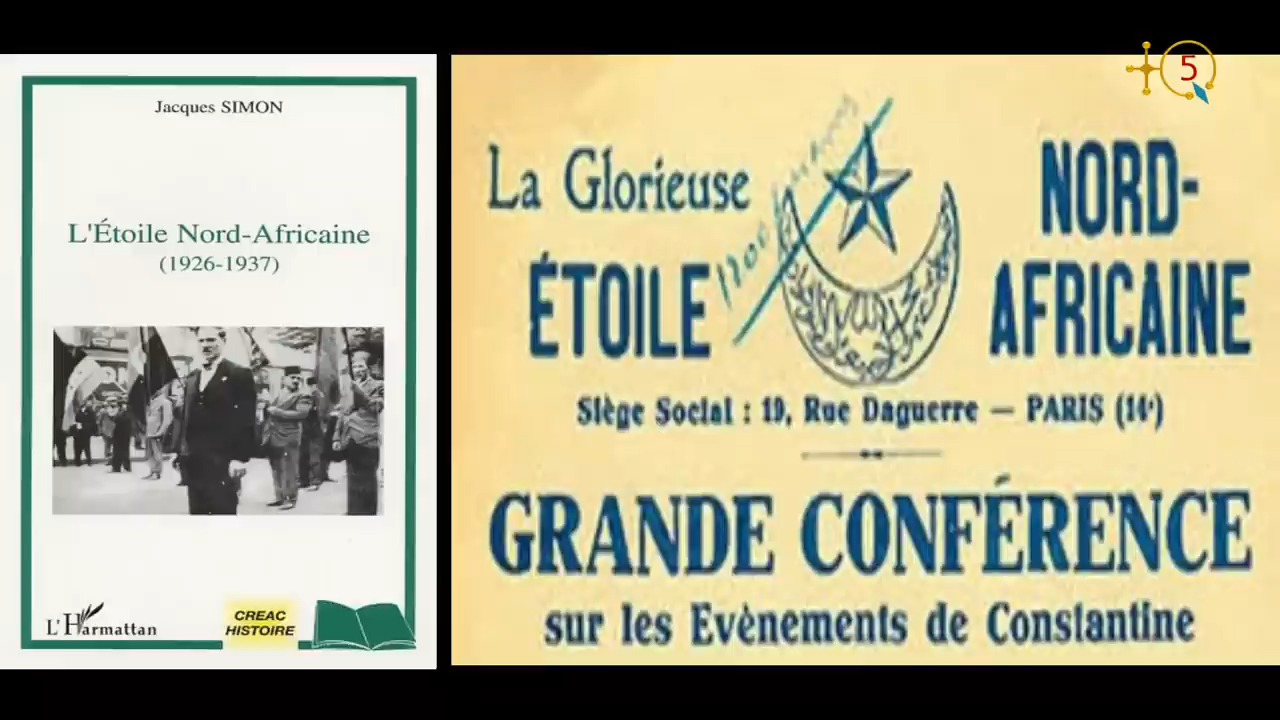 Jacques SIMON
L'Étoile Nord-Africaine
(1926-1937)
L'Harmattan
CREAC
HISTOIRE
5
La Glorieuse
ÉTOILE
NORD-
AFRICAINE
Siège Social : 19, Rue Daguerre — PARIS (14ᵉ)
GRANDE CONFÉRENCE
sur les Evènements de Constantine